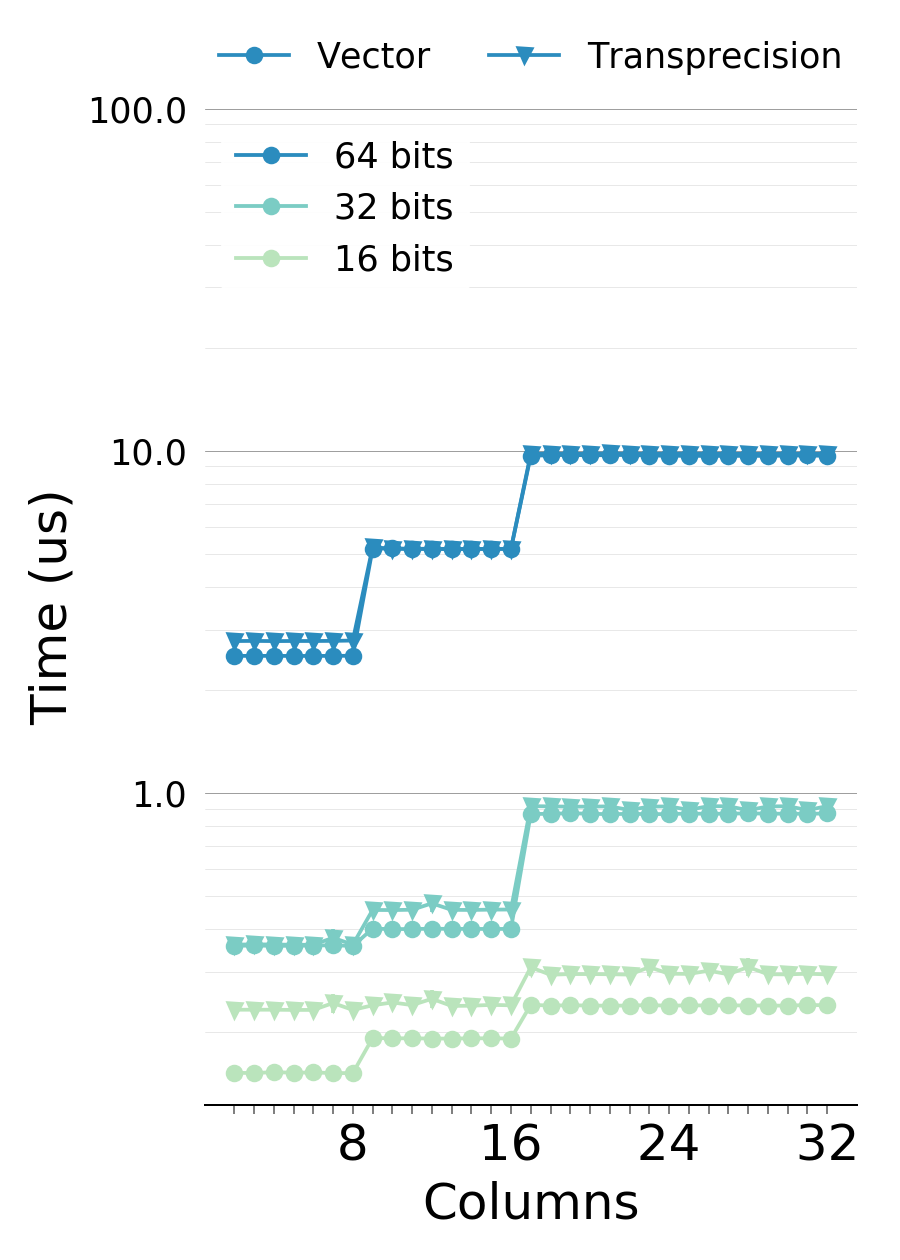 Vector Transprecision
100.0
64 bits
32 bits
16 bits
10.0
Time (us)
1.0
8 16 24 32
Columns